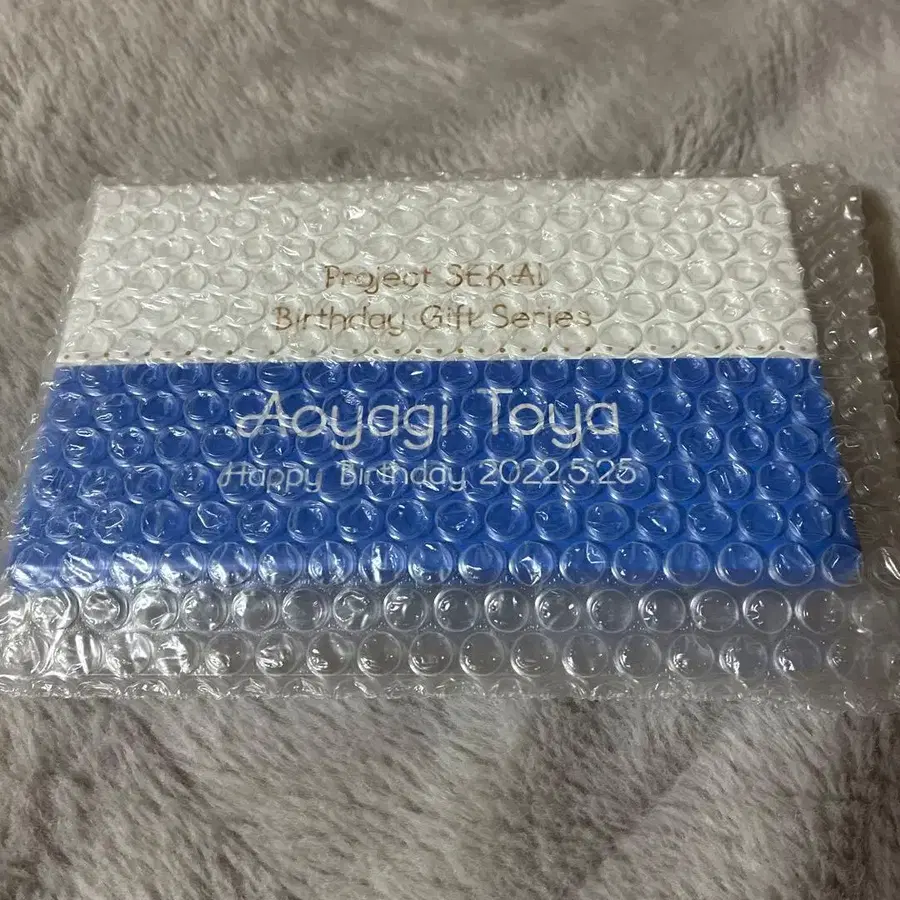 Project SEKAI
Birthday Gift Series
Aoyagi Toya
Happy Birthday 2022.5.25